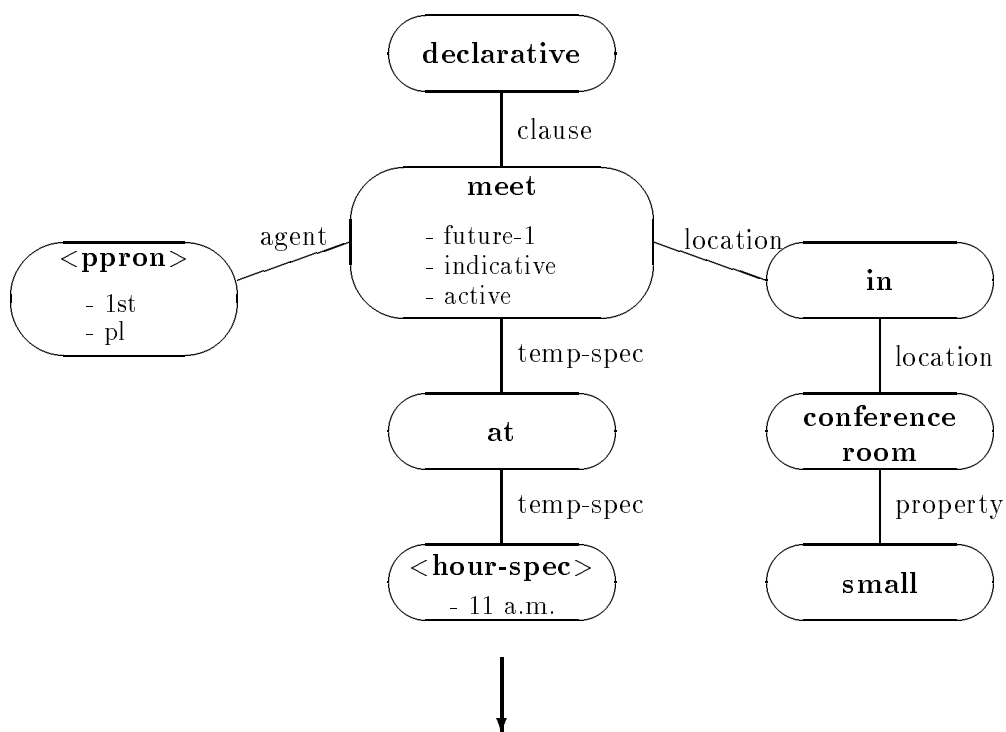 declarative
clause
meet
- future-1
- indicative
- active
agent
<ppron>
- 1st
- pl
location
in
temp-spec
location
at
conference
room
temp-spec
property
<hour-spec>
- 11 a.m.
small